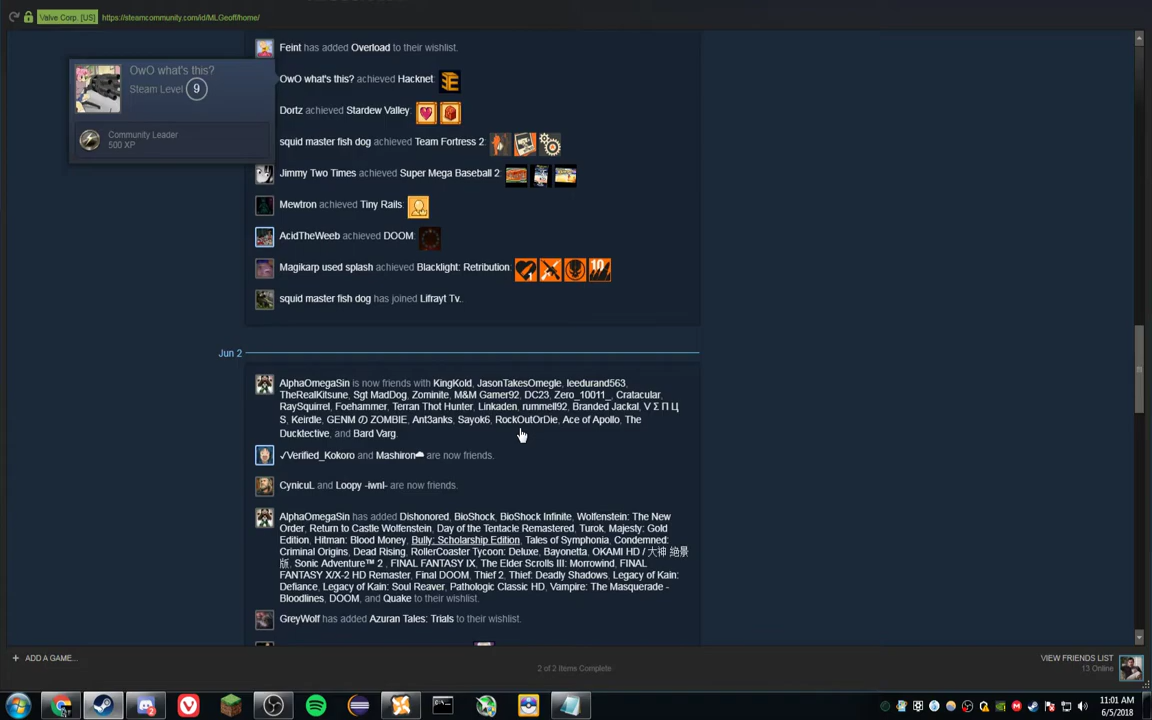 Valve Corp. [US] https://steamcommunity.com/id/MLGeoff/home/
Feint has added Overload to their wishlist.
OwO what's this?
Steam Level 9
Community Leader
500 XP
OwO what's this? achieved Hacknet:
Dortz achieved Stardew Valley:
squid master fish dog achieved Team Fortress 2:
Jimmy Two Times achieved Super Mega Baseball 2:
Mewtron achieved Tiny Rails:
AcidTheWeeb achieved DOOM:
Magikarp used splash achieved Blacklight: Retribution:
squid master fish dog has joined Lifrayt Tv..
Jun 2
AlphaOmegaSin is now friends with KingKold, JasonTakesOmegle, leedurand563,
TheRealKitsune, Sgt MadDog, Zominite, M&M Gamer92, DC23, Zero_10011_, Cratacular,
RaySquirrel, Foehammer, Terran Thot Hunter, Linkaden, rummell92, Branded Jackal, V Σ Π Ц
S, Keirdle, GENM の ZOMBIE, Ant3anks, Sayok6, RockOutOrDie, Ace of Apollo, The
Ducktective, and Bard Varg.
✓Verified_Kokoro and Mashiron☁ are now friends.
CynicuL and Loopy -iwnl- are now friends.
AlphaOmegaSin has added Dishonored, BioShock, BioShock Infinite, Wolfenstein: The New
Order, Return to Castle Wolfenstein, Day of the Tentacle Remastered, Turok, Majesty: Gold
Edition, Hitman: Blood Money, Bully: Scholarship Edition, Tales of Symphonia, Condemned:
Criminal Origins, Dead Rising, RollerCoaster Tycoon: Deluxe, Bayonetta, OKAMI HD / 大神 絶景
版, Sonic Adventure™ 2 , FINAL FANTASY IX, The Elder Scrolls III: Morrowind, FINAL
FANTASY X/X-2 HD Remaster, Final DOOM, Thief 2, Thief: Deadly Shadows, Legacy of Kain:
Defiance, Legacy of Kain: Soul Reaver, Pathologic Classic HD, Vampire: The Masquerade -
Bloodlines, DOOM, and Quake to their wishlist.
GreyWolf has added Azuran Tales: Trials to their wishlist.
+ ADD A GAME...
2 of 2 Items Complete
VIEW FRIENDS LIST
13 Online
11:01 AM
6/5/2018